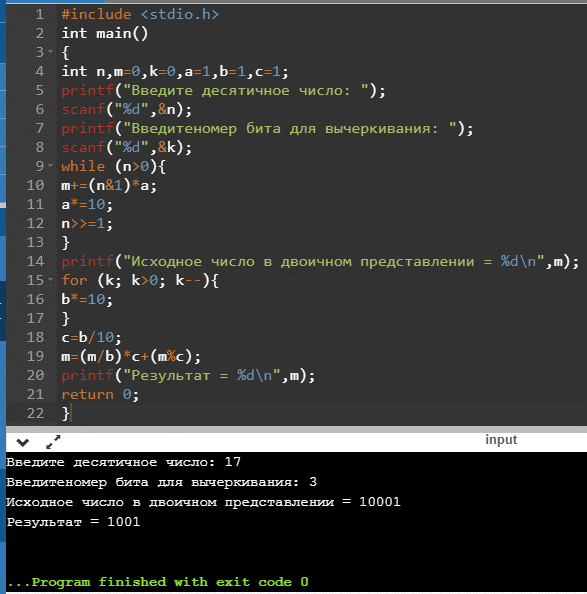 1 #include <stdio.h>
2 int main()
3 {
4 int n,m=0,k=0,a=1,b=1,c=1;
5 printf("Введите десятичное число: ");
6 scanf("%d",&n);
7 printf("Введитеномер бита для вычеркивания: ");
8 scanf("%d",&k);
9 while (n>0){
10 m+=(n&1)*a;
11 a*=10;
12 n>>=1;
13 }
14 printf("Исходное число в двоичном представлении = %d\n",m);
15 for (k; k>0; k--){
16 b*=10;
17 }
18 c=b/10;
19 m=(m/b)*c+(m%c);
20 printf("Результат = %d\n",m);
21 return 0;
22 }
input
Введите десятичное число: 17
Введитеномер бита для вычеркивания: 3
Исходное число в двоичном представлении = 10001
Результат = 1001
...Program finished with exit code 0